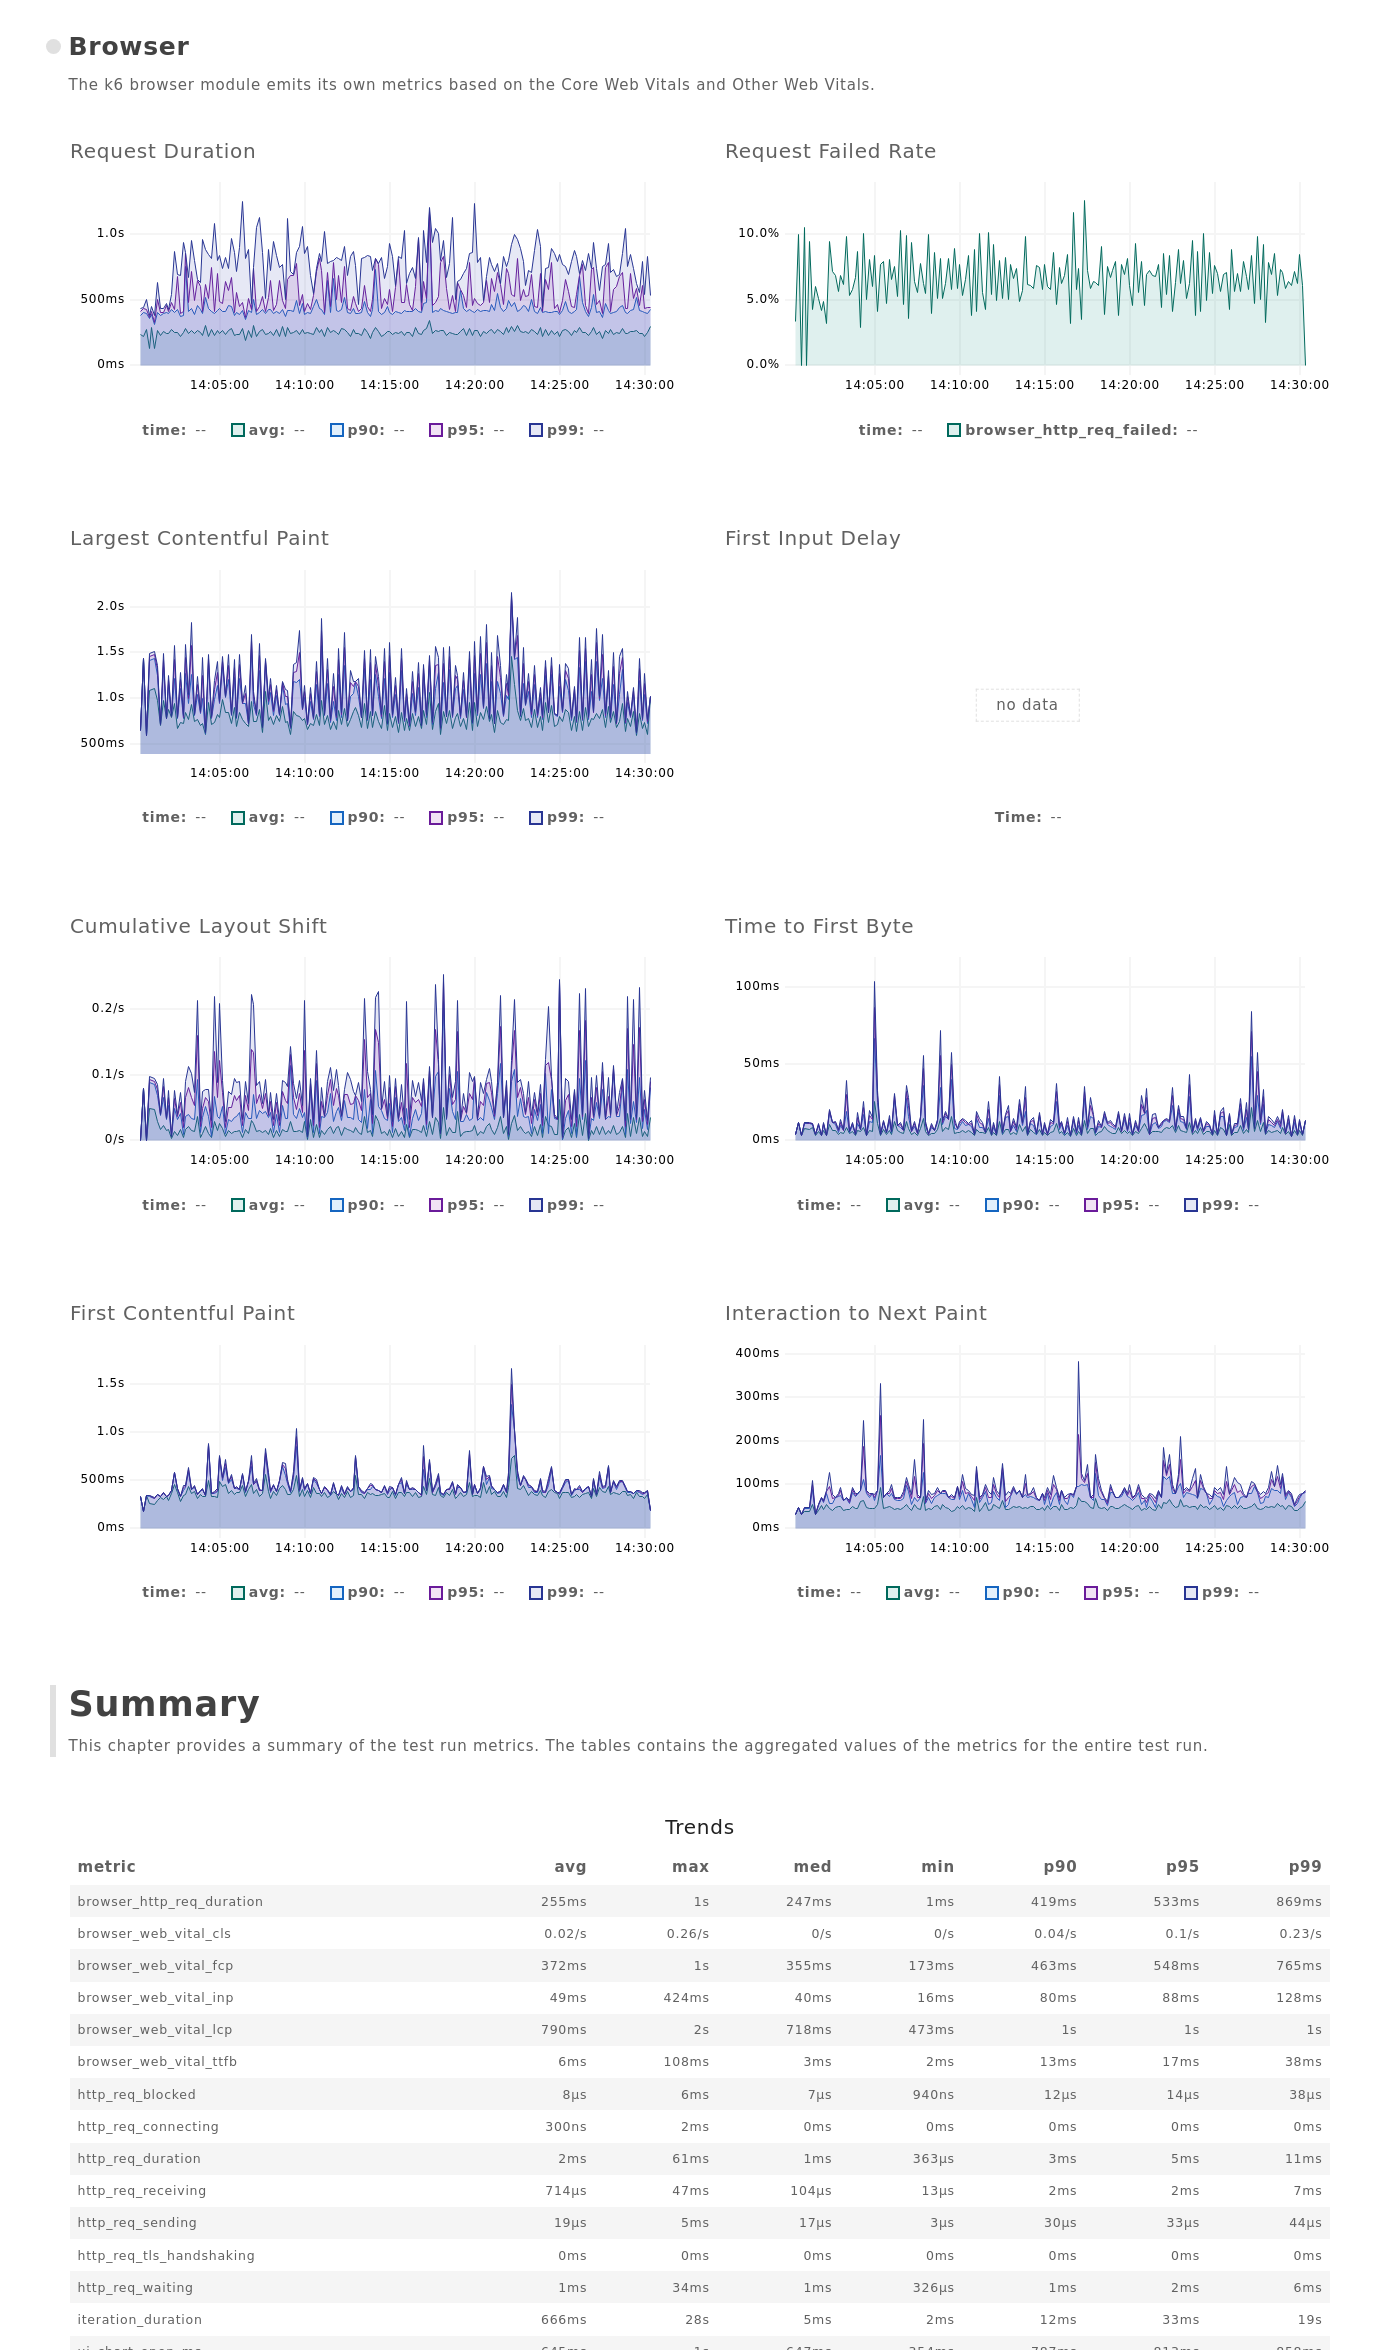 Browser
The k6 browser module emits its own metrics based on the Core Web Vitals and Other Web Vitals.
Request Duration
1.0s
500ms
0ms
14:05:00 14:10:00 14:15:00 14:20:00 14:25:00 14:30:00
time: -- avg: -- p90: -- p95: -- p99: --
Request Failed Rate
10.0%
5.0%
0.0%
14:05:00 14:10:00 14:15:00 14:20:00 14:25:00 14:30:00
time: -- browser_http_req_failed: --
Largest Contentful Paint
2.0s
1.5s
1.0s
500ms
14:05:00 14:10:00 14:15:00 14:20:00 14:25:00 14:30:00
time: -- avg: -- p90: -- p95: -- p99: --
First Input Delay
no data
Time: --
Cumulative Layout Shift
0.2/s
0.1/s
0/s
14:05:00 14:10:00 14:15:00 14:20:00 14:25:00 14:30:00
time: -- avg: -- p90: -- p95: -- p99: --
Time to First Byte
100ms
50ms
0ms
14:05:00 14:10:00 14:15:00 14:20:00 14:25:00 14:30:00
time: -- avg: -- p90: -- p95: -- p99: --
First Contentful Paint
1.5s
1.0s
500ms
0ms
14:05:00 14:10:00 14:15:00 14:20:00 14:25:00 14:30:00
time: -- avg: -- p90: -- p95: -- p99: --
Interaction to Next Paint
400ms
300ms
200ms
100ms
0ms
14:05:00 14:10:00 14:15:00 14:20:00 14:25:00 14:30:00
time: -- avg: -- p90: -- p95: -- p99: --
Summary
This chapter provides a summary of the test run metrics. The tables contains the aggregated values of the metrics for the entire test run.
Trends
metric avg max med min p90 p95 p99
browser_http_req_duration 255ms 1s 247ms 1ms 419ms 533ms 869ms
browser_web_vital_cls 0.02/s 0.26/s 0/s 0/s 0.04/s 0.1/s 0.23/s
browser_web_vital_fcp 372ms 1s 355ms 173ms 463ms 548ms 765ms
browser_web_vital_inp 49ms 424ms 40ms 16ms 80ms 88ms 128ms
browser_web_vital_lcp 790ms 2s 718ms 473ms 1s 1s 1s
browser_web_vital_ttfb 6ms 108ms 3ms 2ms 13ms 17ms 38ms
http_req_blocked 8µs 6ms 7µs 940ns 12µs 14µs 38µs
http_req_connecting 300ns 2ms 0ms 0ms 0ms 0ms 0ms
http_req_duration 2ms 61ms 1ms 363µs 3ms 5ms 11ms
http_req_receiving 714µs 47ms 104µs 13µs 2ms 2ms 7ms
http_req_sending 19µs 5ms 17µs 3µs 30µs 33µs 44µs
http_req_tls_handshaking 0ms 0ms 0ms 0ms 0ms 0ms 0ms
http_req_waiting 1ms 34ms 1ms 326µs 1ms 2ms 6ms
iteration_duration 666ms 28s 5ms 2ms 12ms 33ms 19s